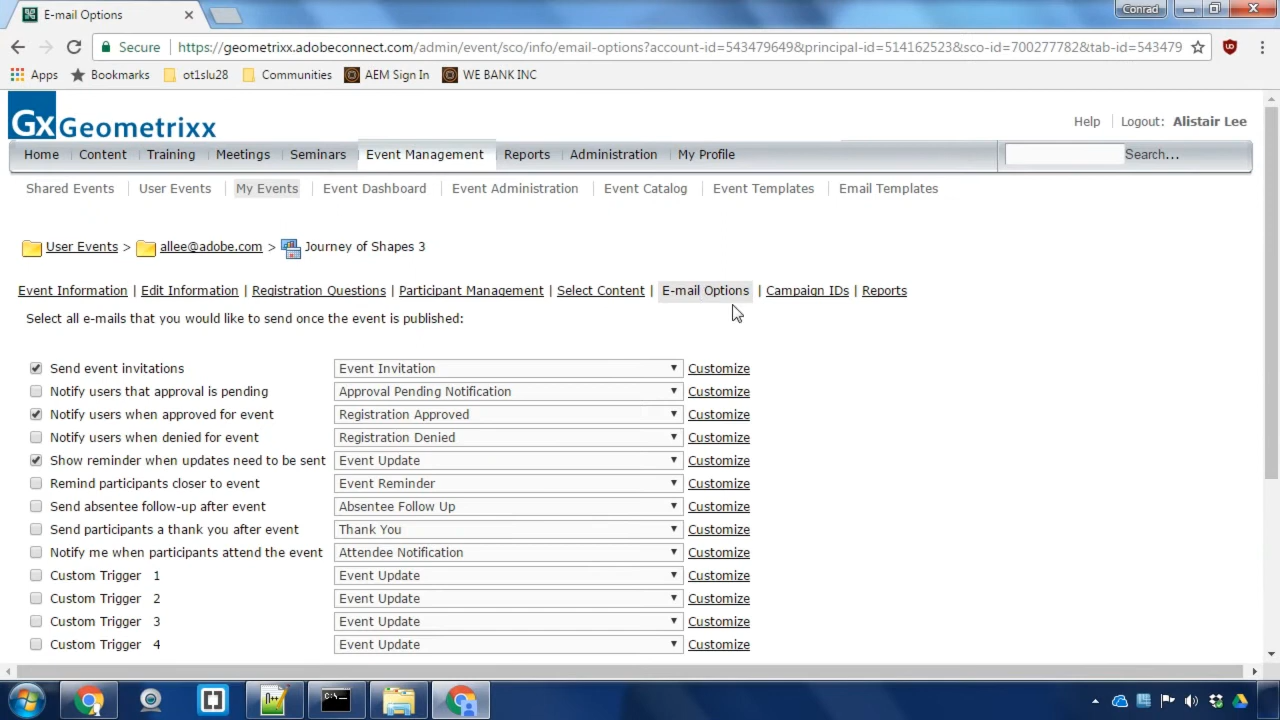 E-mail Options
Conrad
Secure https://geometrixx.adobeconnect.com/admin/event/sco/info/email-options?account-id=543479649&principal-id=514162523&sco-id=700277782&tab-id=543479
Apps Bookmarks ot1slu28 Communities AEM Sign In WE BANK INC
Gx Geometrixx
Help Logout: Alistair Lee
Home Content Training Meetings Seminars Event Management Reports Administration My Profile Search...
Shared Events User Events My Events Event Dashboard Event Administration Event Catalog Event Templates Email Templates
User Events > allee@adobe.com > Journey of Shapes 3
Event Information | Edit Information | Registration Questions | Participant Management | Select Content | E-mail Options | Campaign IDs | Reports
Select all e-mails that you would like to send once the event is published:
Send event invitations Event Invitation Customize
Notify users that approval is pending Approval Pending Notification Customize
Notify users when approved for event Registration Approved Customize
Notify users when denied for event Registration Denied Customize
Show reminder when updates need to be sent Event Update Customize
Remind participants closer to event Event Reminder Customize
Send absentee follow-up after event Absentee Follow Up Customize
Send participants a thank you after event Thank You Customize
Notify me when participants attend the event Attendee Notification Customize
Custom Trigger 1 Event Update Customize
Custom Trigger 2 Event Update Customize
Custom Trigger 3 Event Update Customize
Custom Trigger 4 Event Update Customize